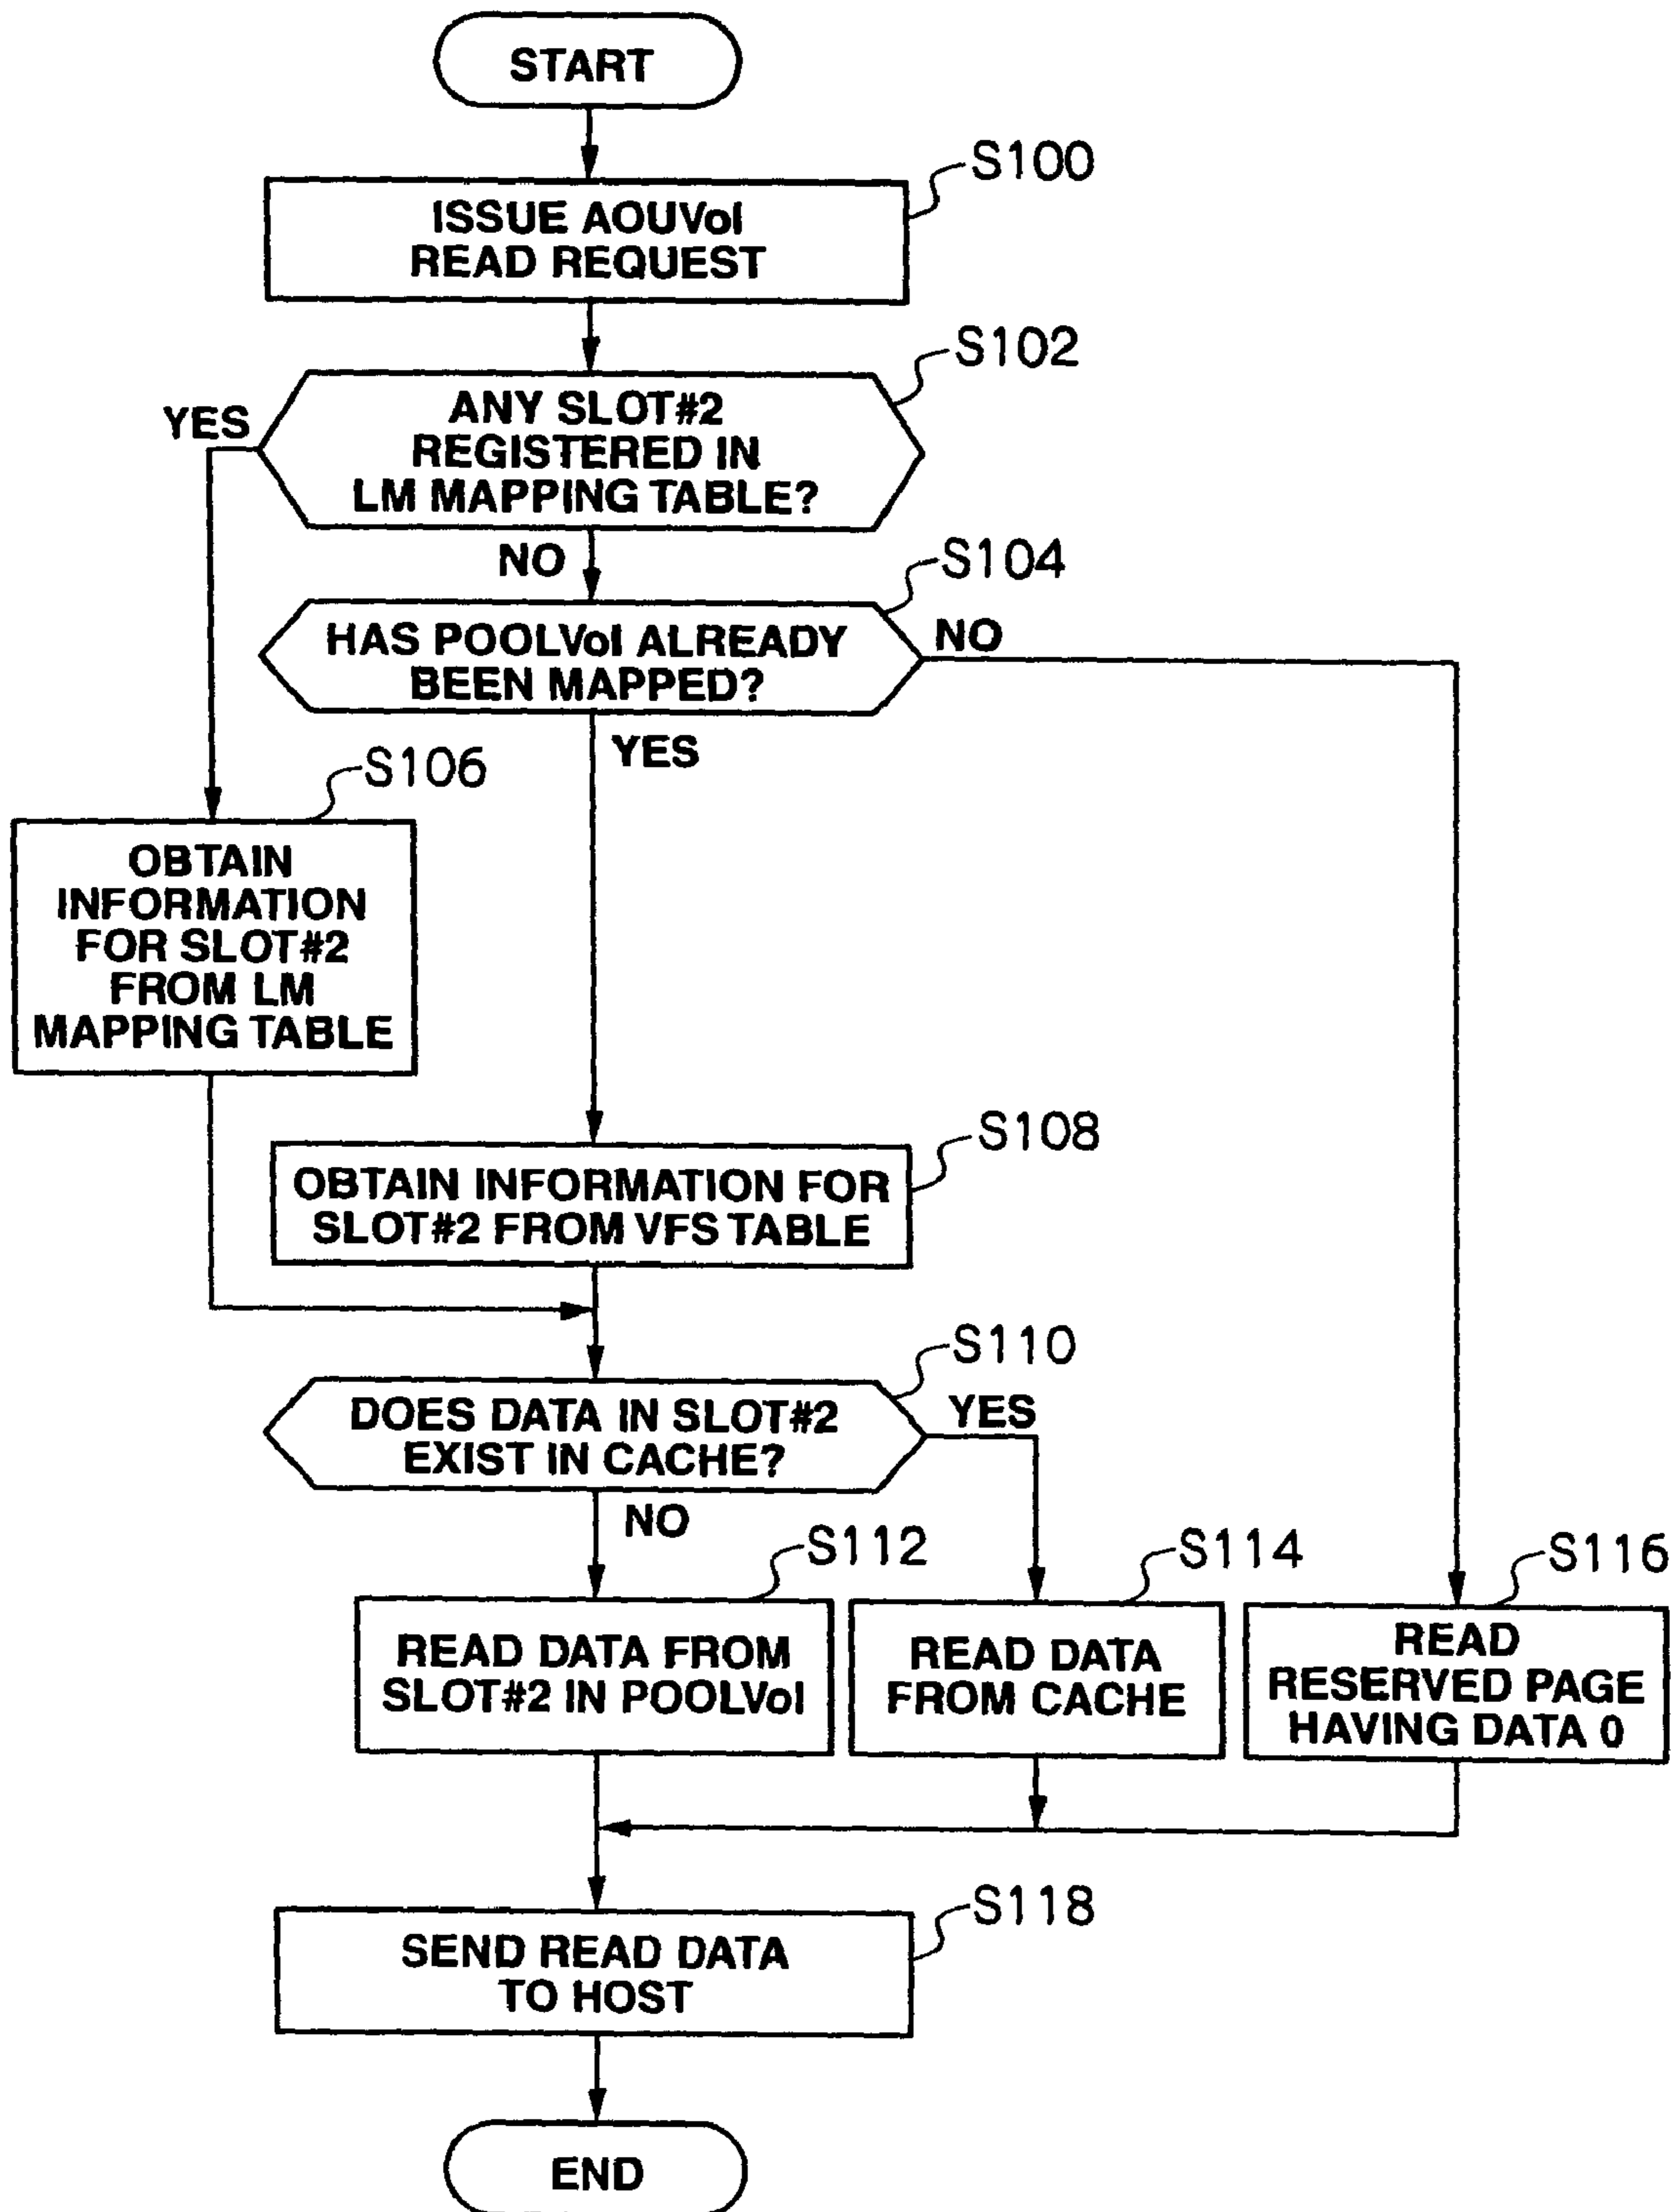 START
S100
ISSUE AOUVol
READ REQUEST
S102
YES
ANY SLOT#2
REGISTERED IN
LM MAPPING TABLE?
NO
S104
HAS POOLVol ALREADY
BEEN MAPPED?
NO
YES
S106
OBTAIN
INFORMATION
FOR SLOT#2
FROM LM
MAPPING TABLE
S108
OBTAIN INFORMATION FOR
SLOT#2 FROM VFS TABLE
S110
DOES DATA IN SLOT#2
EXIST IN CACHE?
YES
NO
S112
READ DATA FROM
SLOT#2 IN POOLVol
S114
READ DATA
FROM CACHE
S116
READ
RESERVED PAGE
HAVING DATA 0
S118
SEND READ DATA
TO HOST
END